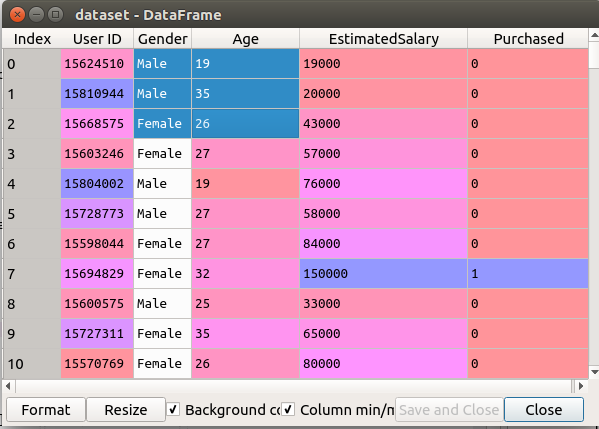 dataset - DataFrame
Index User ID Gender Age EstimatedSalary Purchased
0 15624510 Male 19 19000 0
1 15810944 Male 35 20000 0
2 15668575 Female 26 43000 0
3 15603246 Female 27 57000 0
4 15804002 Male 19 76000 0
5 15728773 Male 27 58000 0
6 15598044 Female 27 84000 0
7 15694829 Female 32 150000 1
8 15600575 Male 25 33000 0
9 15727311 Female 35 65000 0
10 15570769 Female 26 80000 0
Format Resize Background co Column min/m Save and Close Close